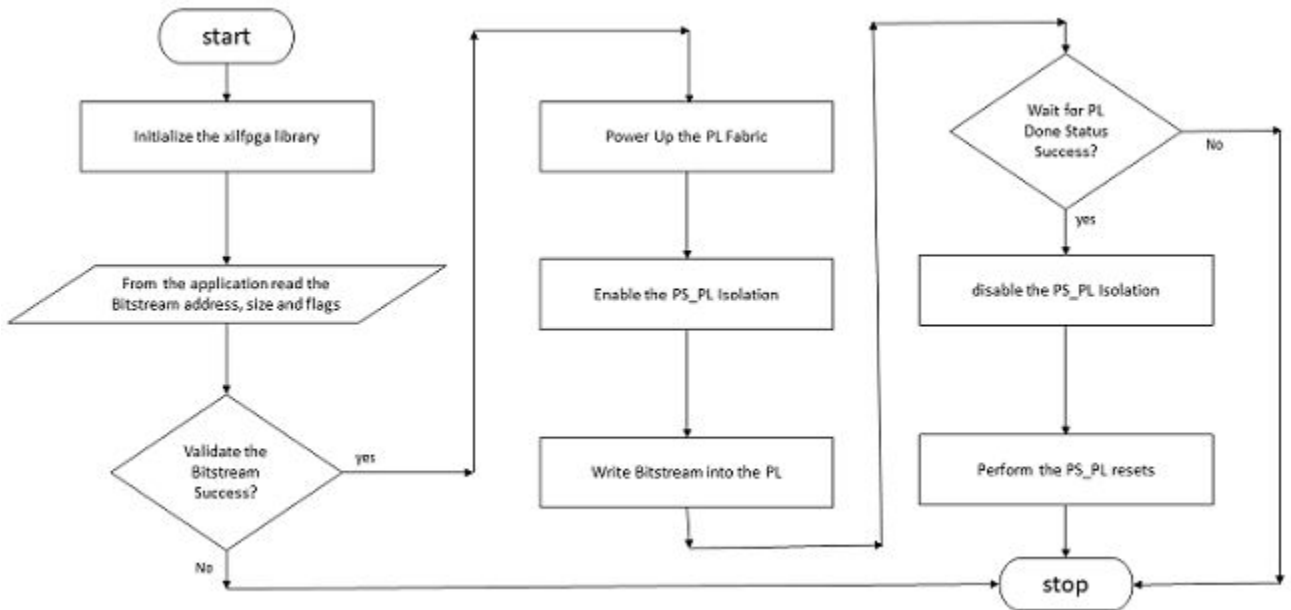 start
Initialize the xilfpga library
From the application read the
Bitstream address, size and flags
Validate the
Bitstream
Success?
yes
No
Power Up the PL Fabric
Enable the PS_PL Isolation
Write Bitstream into the PL
Wait for PL
Done Status
Success?
No
yes
disable the PS_PL Isolation
Perform the PS_PL resets
stop